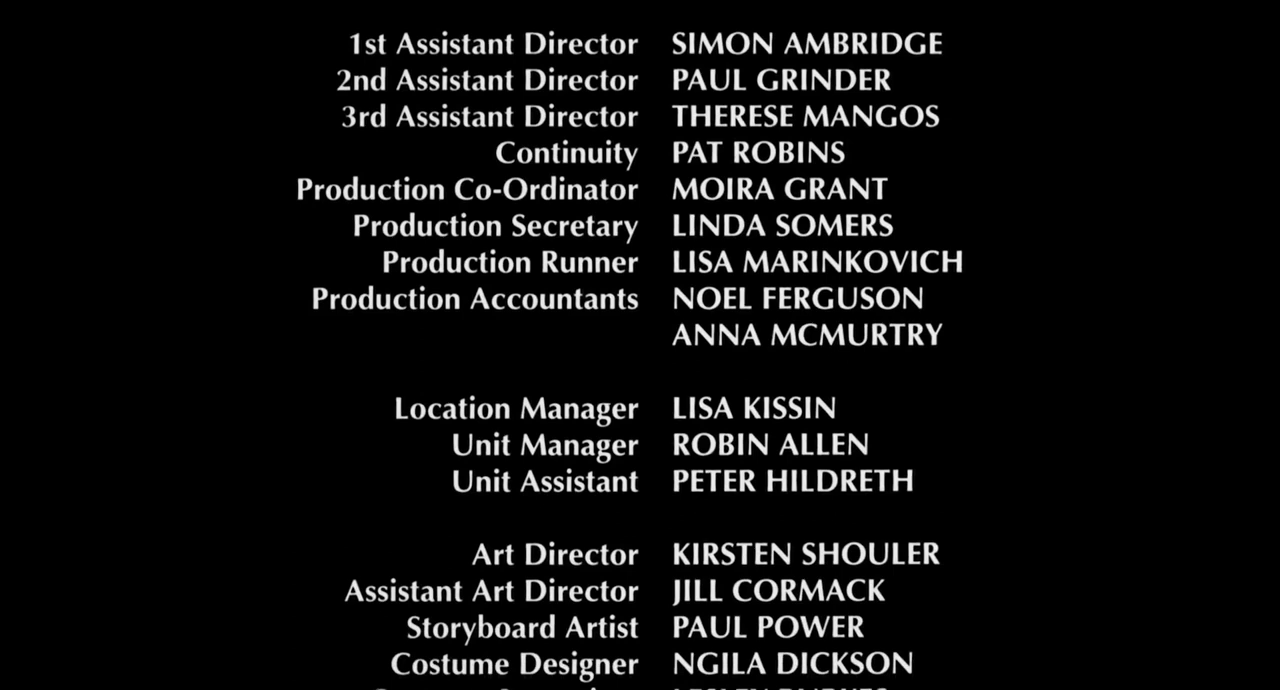 1st Assistant Director SIMON AMBRIDGE
2nd Assistant Director PAUL GRINDER
3rd Assistant Director THERESE MANGOS
Continuity PAT ROBINS
Production Co-Ordinator MOIRA GRANT
Production Secretary LINDA SOMERS
Production Runner LISA MARINKOVICH
Production Accountants NOEL FERGUSON
ANNA MCMURTRY
Location Manager LISA KISSIN
Unit Manager ROBIN ALLEN
Unit Assistant PETER HILDRETH
Art Director KIRSTEN SHOULER
Assistant Art Director JILL CORMACK
Storyboard Artist PAUL POWER
Costume Designer NGILA DICKSON